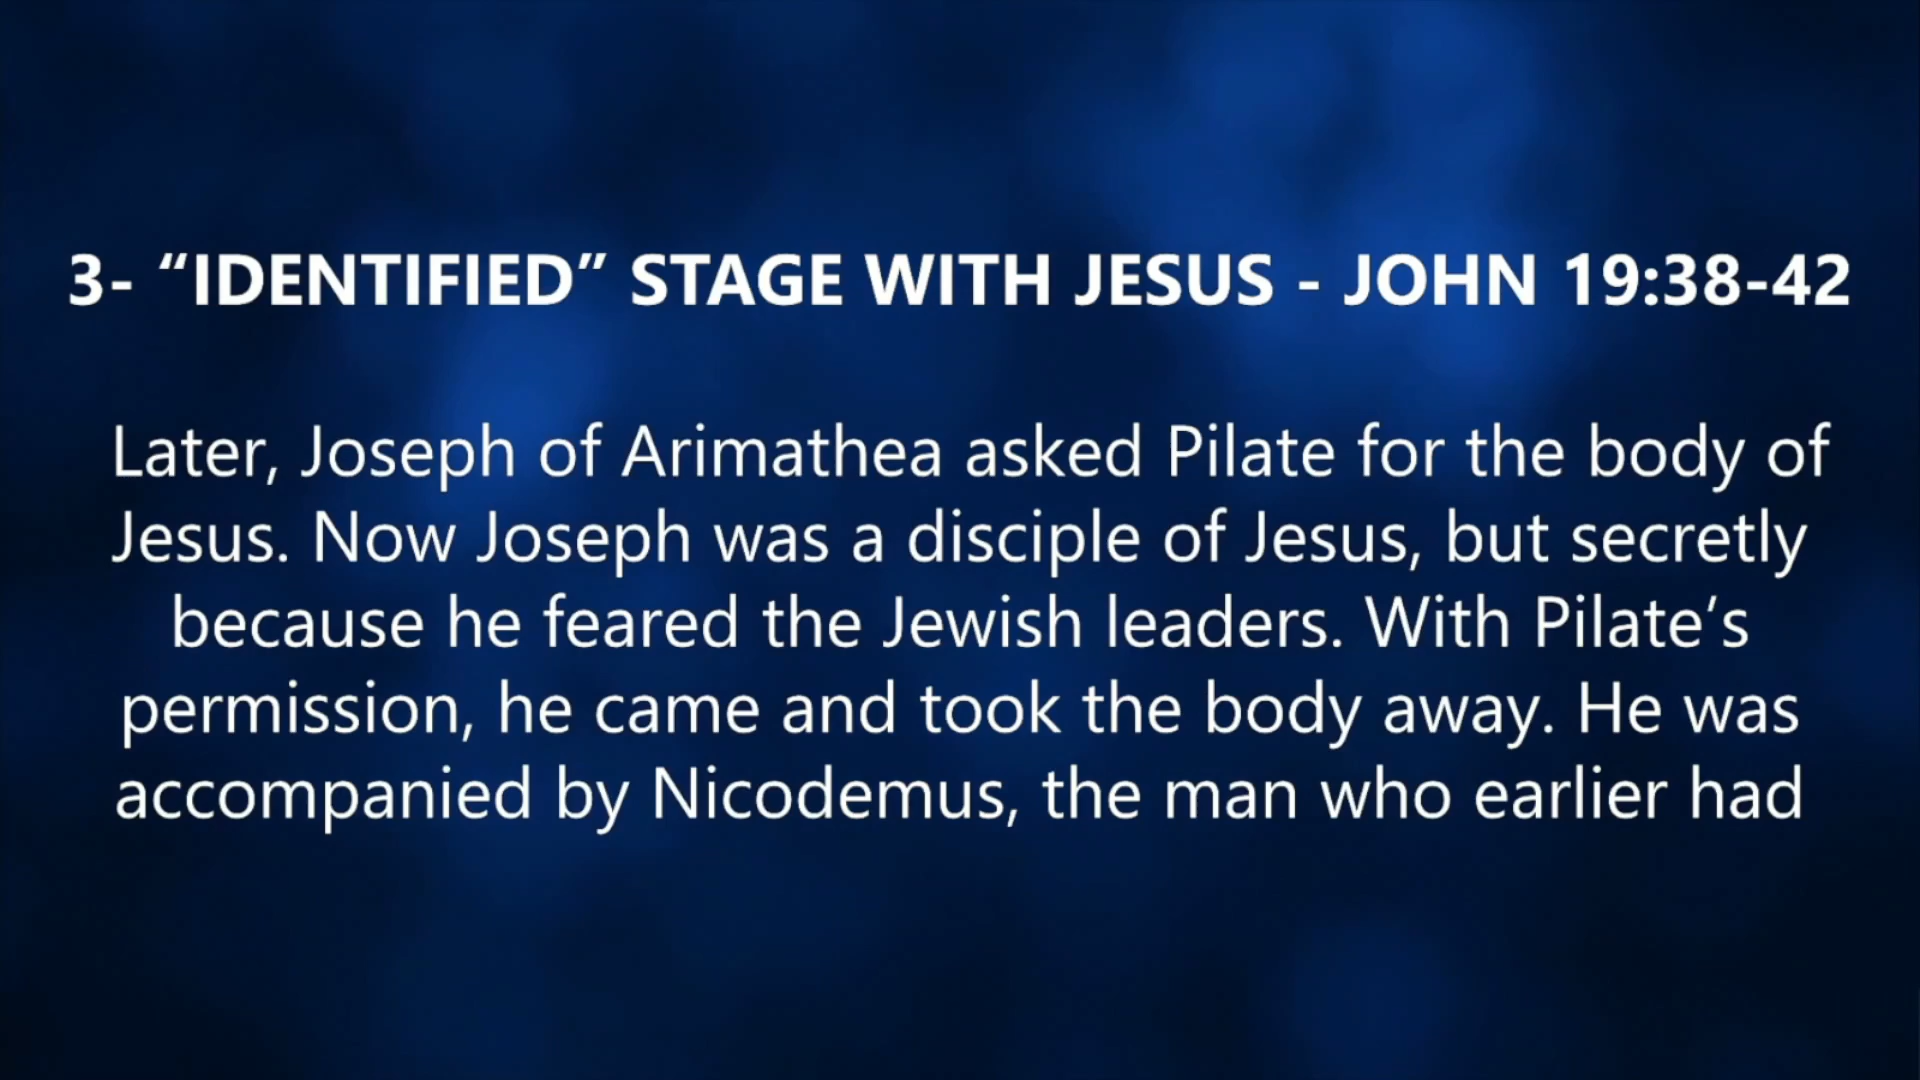 3- “IDENTIFIED” STAGE WITH JESUS - JOHN 19:38-42
Later, Joseph of Arimathea asked Pilate for the body of
Jesus. Now Joseph was a disciple of Jesus, but secretly
because he feared the Jewish leaders. With Pilate’s
permission, he came and took the body away. He was
accompanied by Nicodemus, the man who earlier had